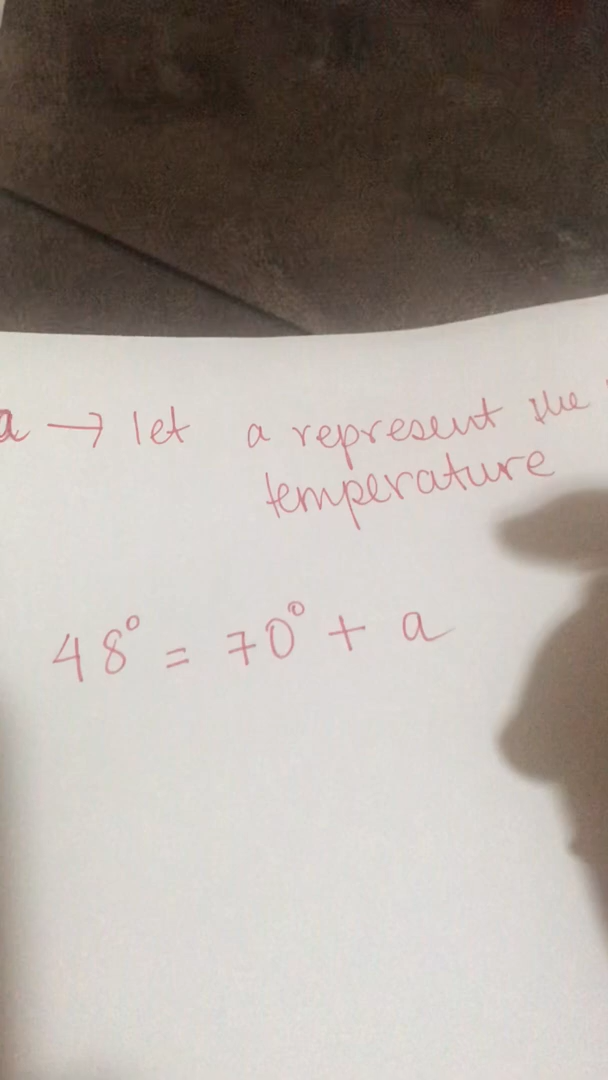 a → let a represent the
temperature
48° = 70° + a